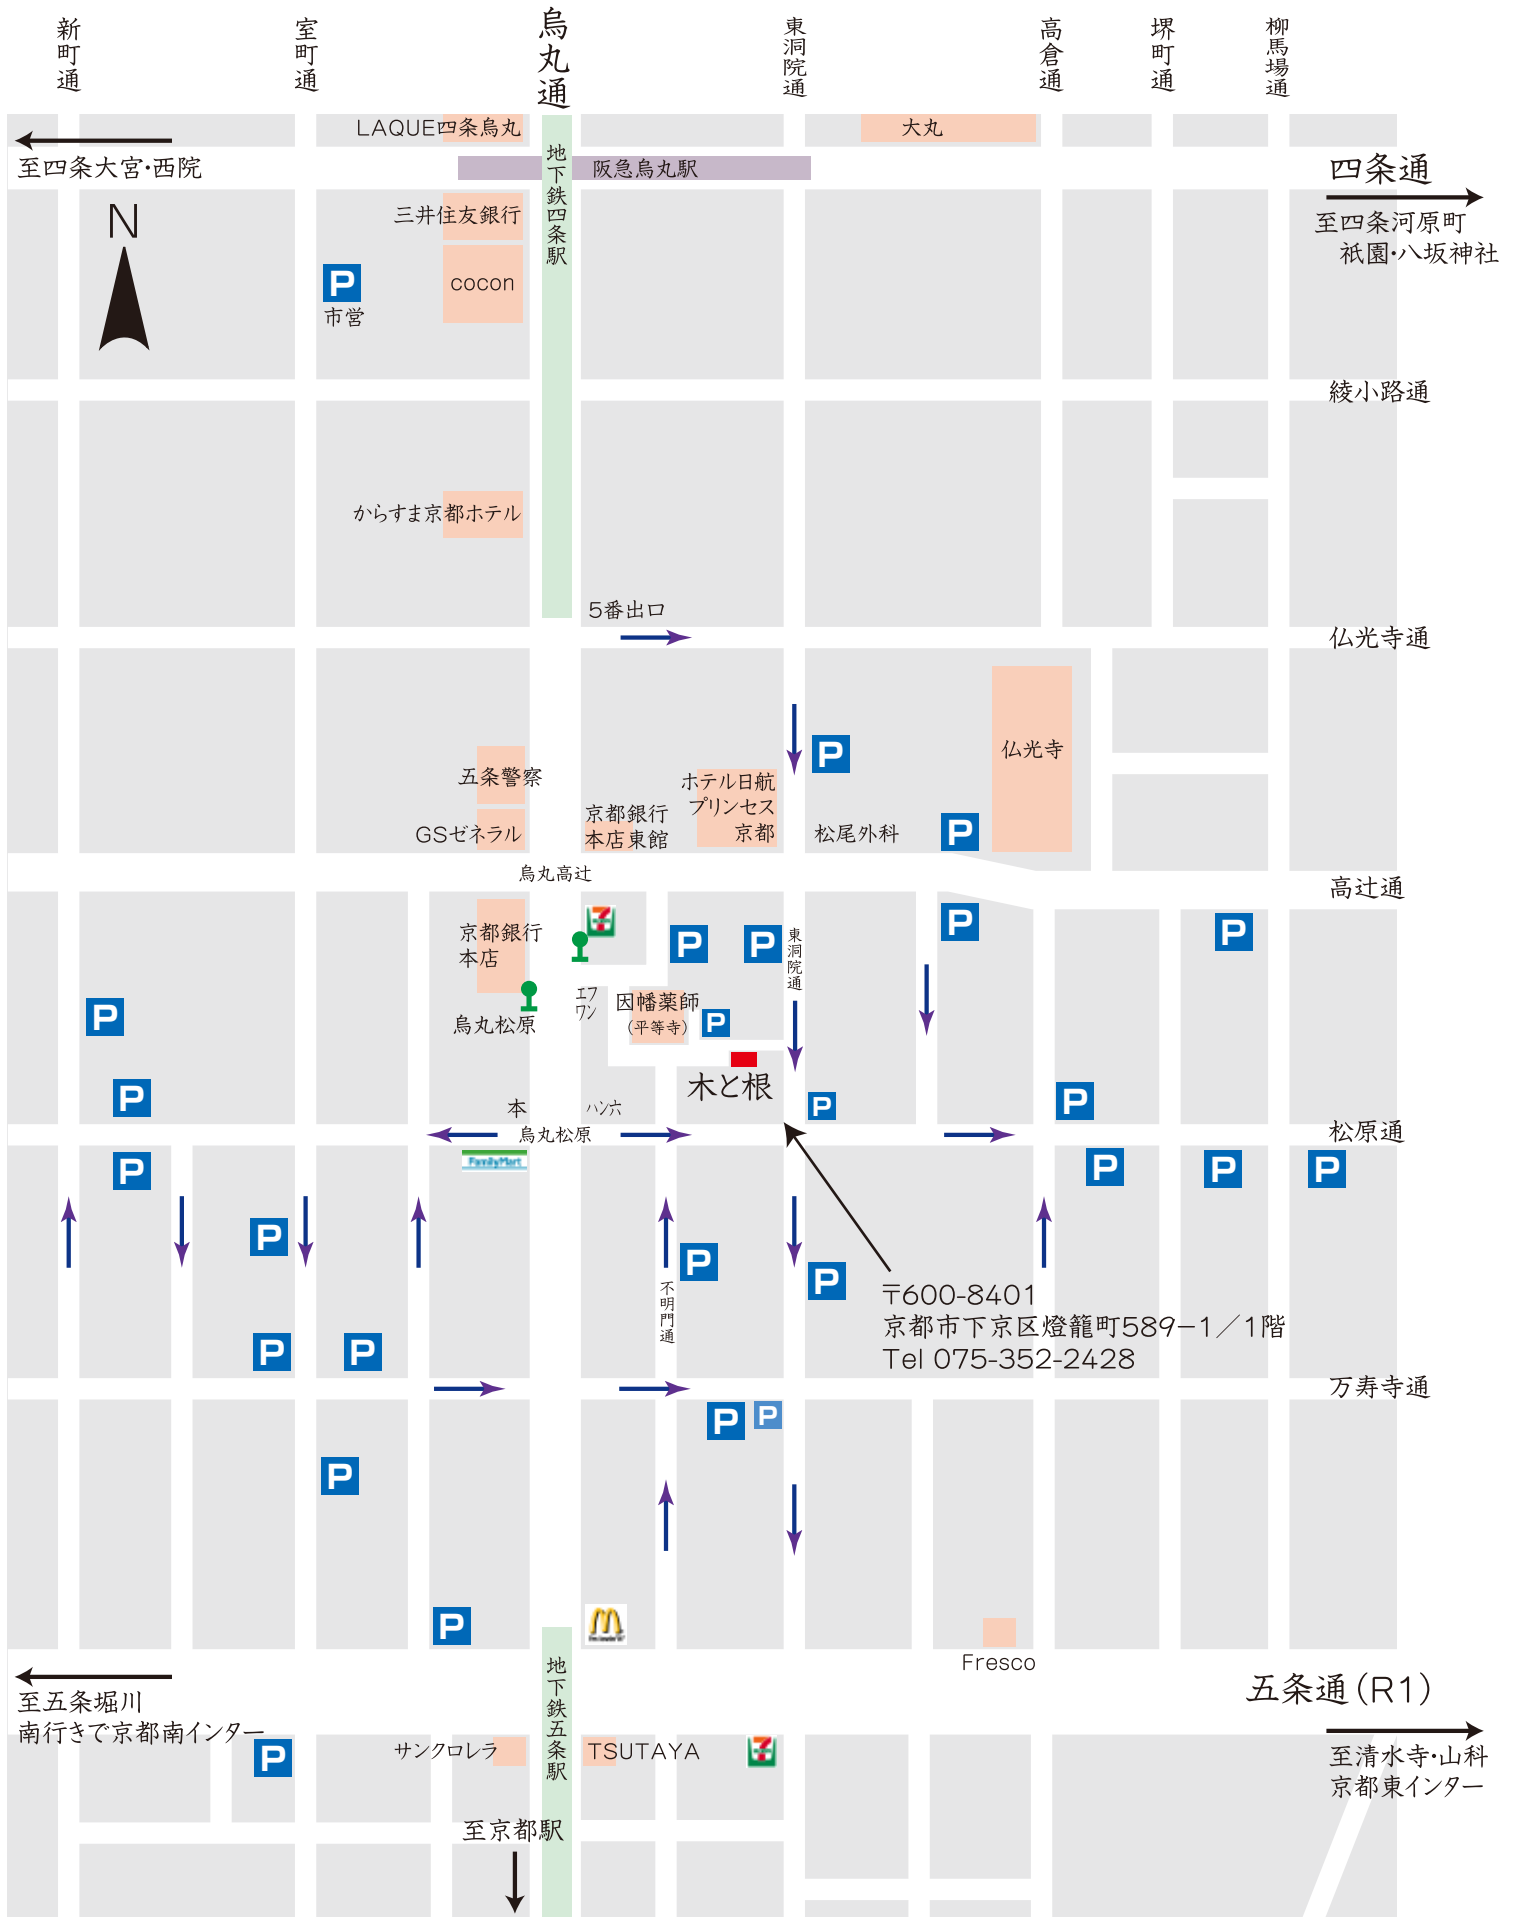 新町通
室町通
烏丸通
東洞院通
高倉通
堺町通
柳馬場通
LAQUE四条烏丸
大丸
至四条大宮・西院
地下鉄四条駅
阪急烏丸駅
四条通
至四条河原町
祇園・八坂神社
N
三井住友銀行
cocon
P
市営
綾小路通
からすま京都ホテル
5番出口
仏光寺通
仏光寺
P
五条警察
ホテル日航
プリンセス
京都
京都銀行
本店東館
GSゼネラル
松尾外科
P
烏丸高辻
高辻通
京都銀行
本店
7
P
P
東洞院通
P
P
エフ
ワン
因幡薬師
(平等寺)
P
P
烏丸松原
木と根
P
P
P
本
ハン六
烏丸松原
松原通
FamilyMart
P
P
P
P
P
P
P
不明門通
P
〒600-8401
京都市下京区燈籠町589−1／1階
Tel 075-352-2428
P
P
万寿寺通
P
P
P
P
M
地下鉄五条駅
Fresco
五条通(R1)
至五条堀川
南行きで京都南インター
P
サンクロレラ
TSUTAYA
7
至清水寺・山科
京都東インター
至京都駅